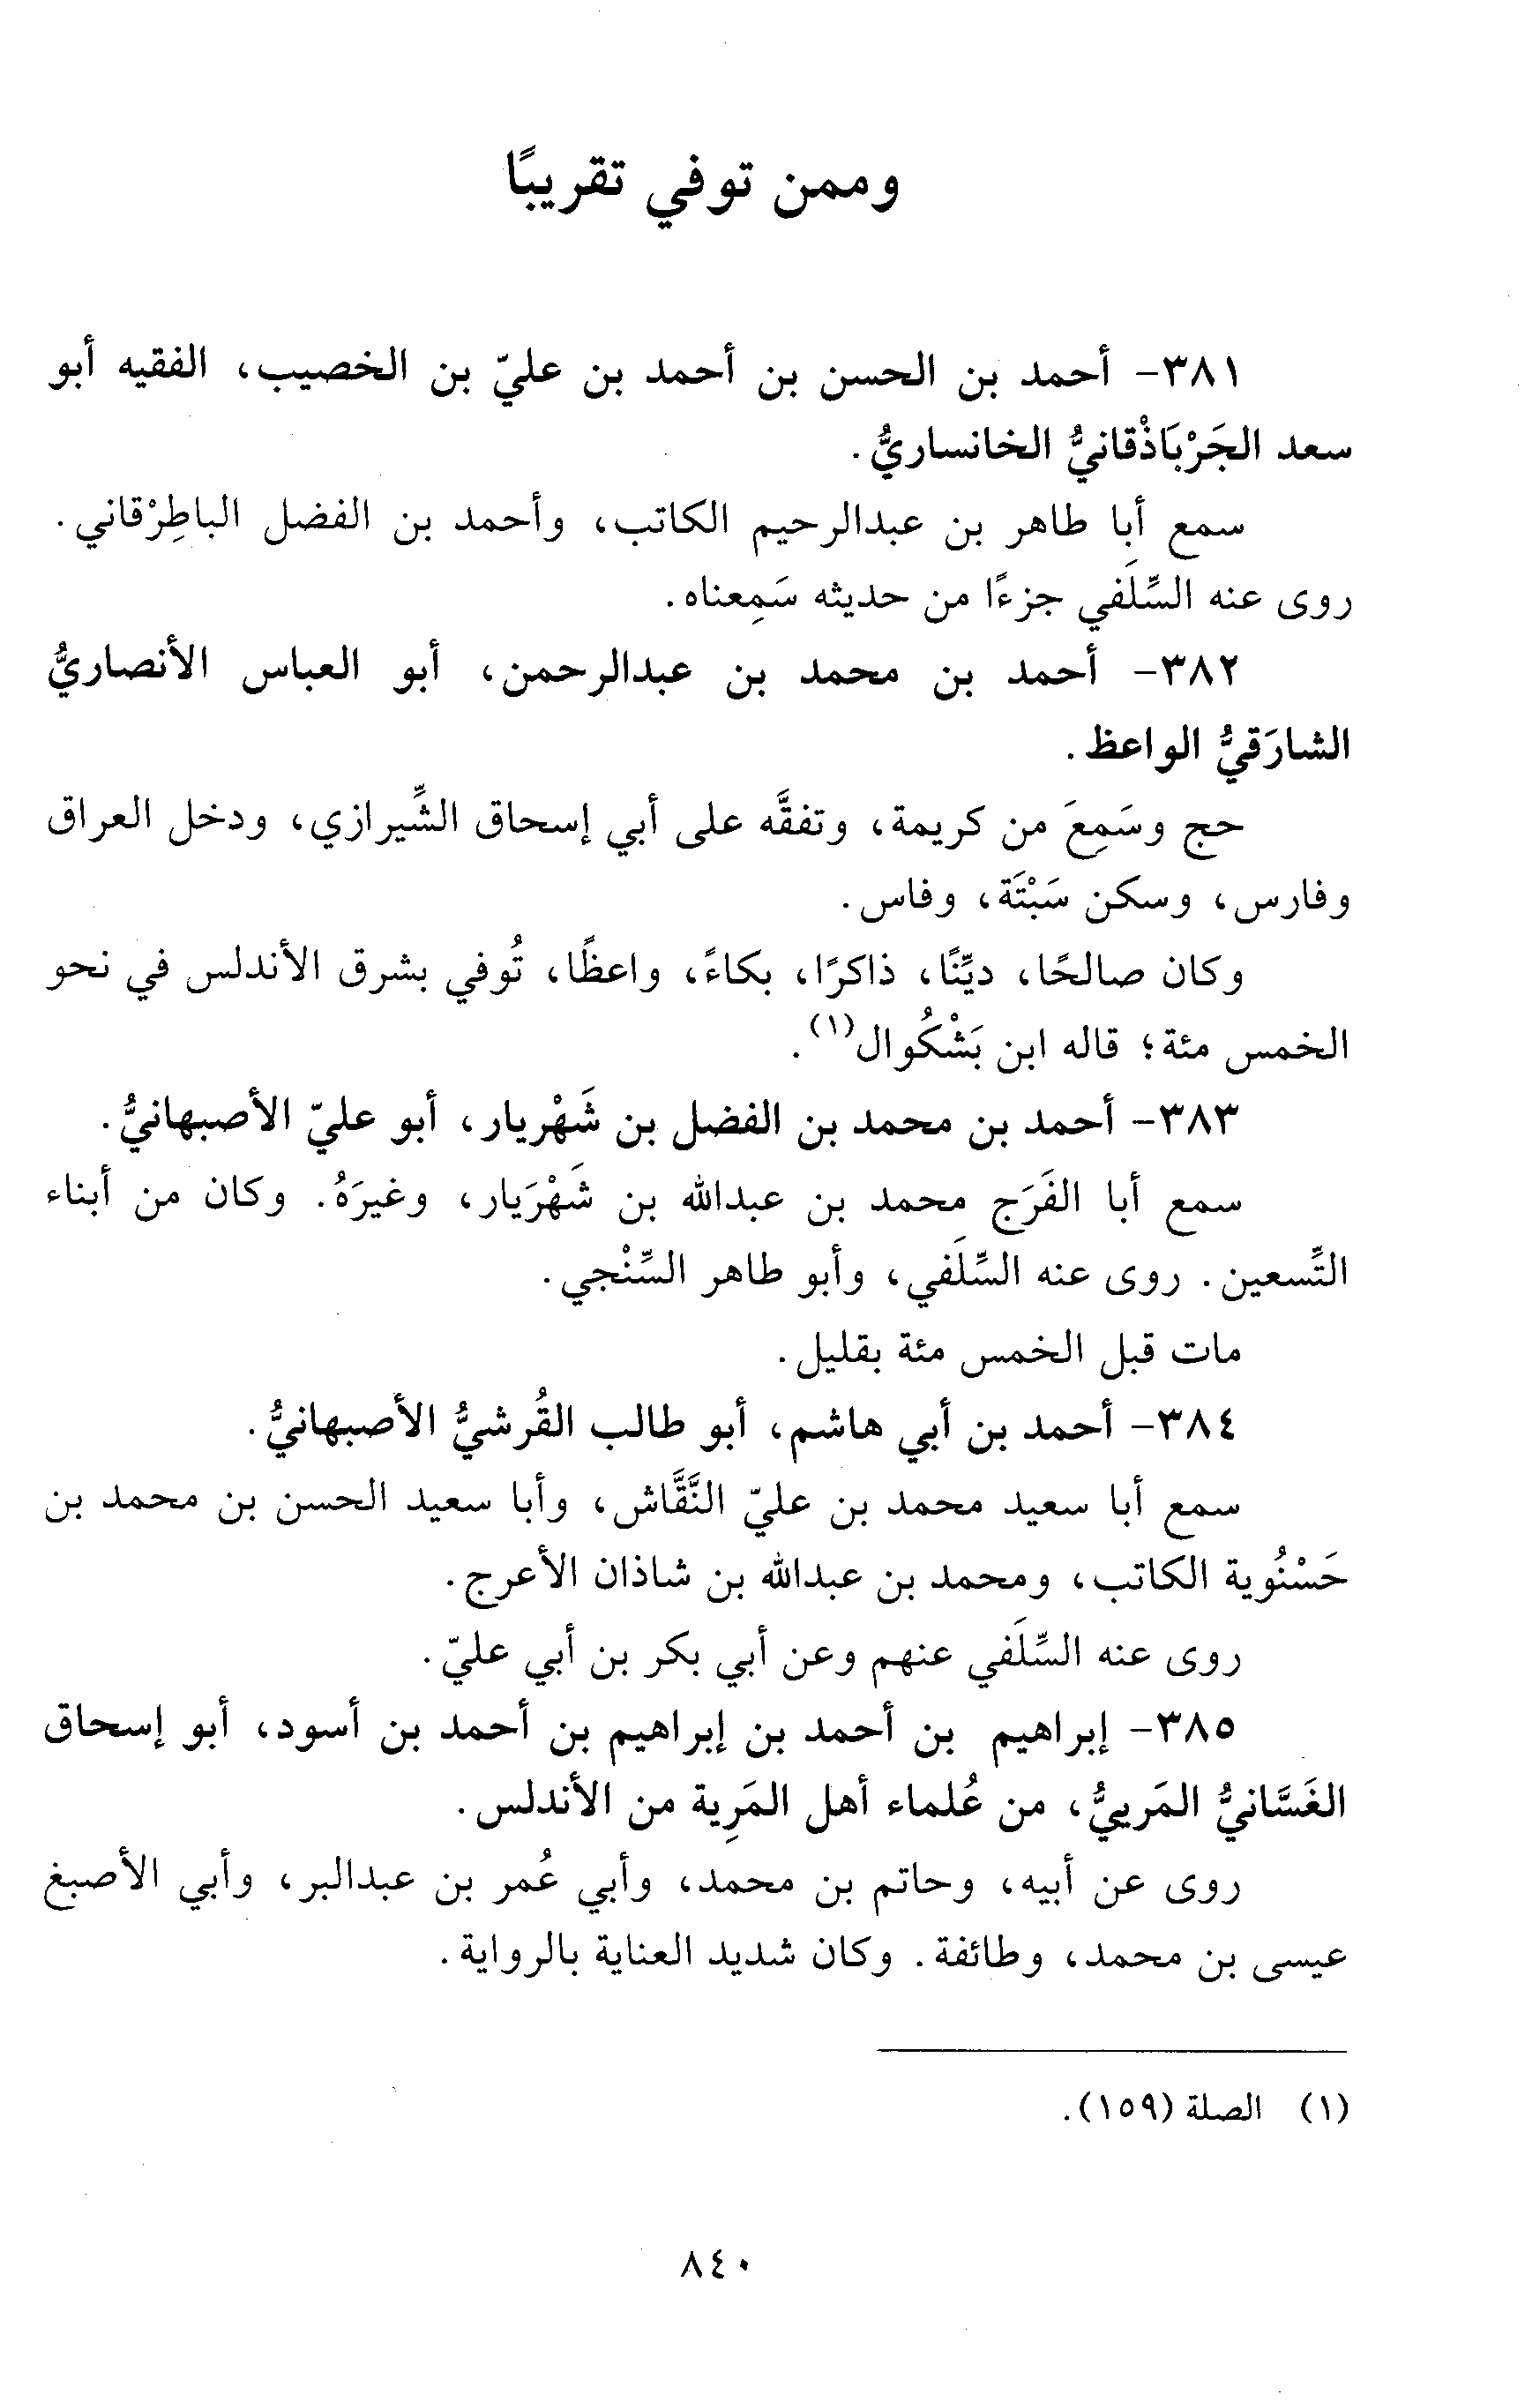 وممن توفي تقريبًا
٣٨١- أحمد بن الحسن بن أحمد بن عليّ بن الخصيب، الفقيه أبو
سعد الجَرْبَاذْقانيُّ الخانساريُّ.
سمع أبا طاهر بن عبدالرحيم الكاتب، وأحمد بن الفضل الباطِرْقاني.
روى عنه السِّلَفي جزءًا من حديثه سَمِعناه.
٣٨٢- أحمد بن محمد بن عبدالرحمن، أبو العباس الأنصاريُّ
الشارَقيُّ الواعظ.
حج وسَمِعَ من كريمة، وتفقَّه على أبي إسحاق الشِّيرازي، ودخل العراق
وفارس، وسكن سَبْتَة، وفاس.
وكان صالحًا، ديِّنًا، ذاكرًا، بكاءً، واعظًا، تُوفي بشرق الأندلس في نحو
الخمس مئة؛ قاله ابن بَشْكُوال(١).
٣٨٣- أحمد بن محمد بن الفضل بن شَهْريار، أبو عليّ الأصبهانيُّ.
سمع أبا الفَرَج محمد بن عبدالله بن شَهْرَيار، وغيرَهُ. وكان من أبناء
التِّسعين. روى عنه السِّلَفي، وأبو طاهر السِّنْجي.
مات قبل الخمس مئة بقليل.
٣٨٤- أحمد بن أبي هاشم، أبو طالب القُرشيُّ الأصبهانيُّ.
سمع أبا سعيد محمد بن عليّ النَّقَّاش، وأبا سعيد الحسن بن محمد بن
حَسْنُوية الكاتب، ومحمد بن عبدالله بن شاذان الأعرج.
روى عنه السِّلَفي عنهم وعن أبي بكر بن أبي عليّ.
٣٨٥- إبراهيم بن أحمد بن إبراهيم بن أحمد بن أسود، أبو إسحاق
الغَسَّانيُّ المَرييُّ، من عُلماء أهل المَرِية من الأندلس.
روى عن أبيه، وحاتم بن محمد، وأبي عُمر بن عبدالبر، وأبي الأصبغ
عيسى بن محمد، وطائفة. وكان شديد العناية بالرواية.
(١) الصلة (١٥٩).
٨٤٠